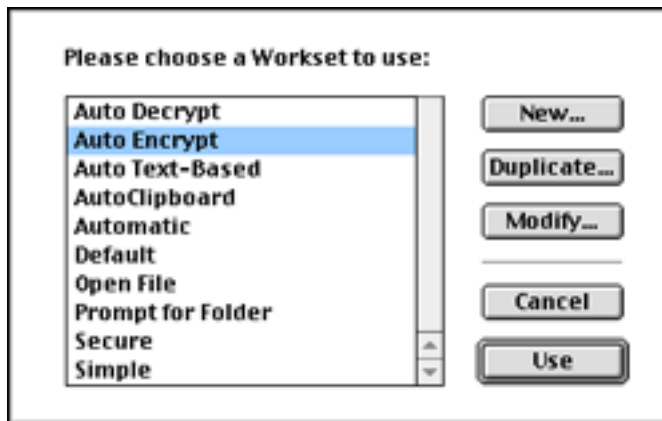 Please choose a Workset to use:
Auto Decrypt
Auto Encrypt
Auto Text-Based
AutoClipboard
Automatic
Default
Open File
Prompt for Folder
Secure
Simple
New...
Duplicate...
Modify...
Cancel
Use